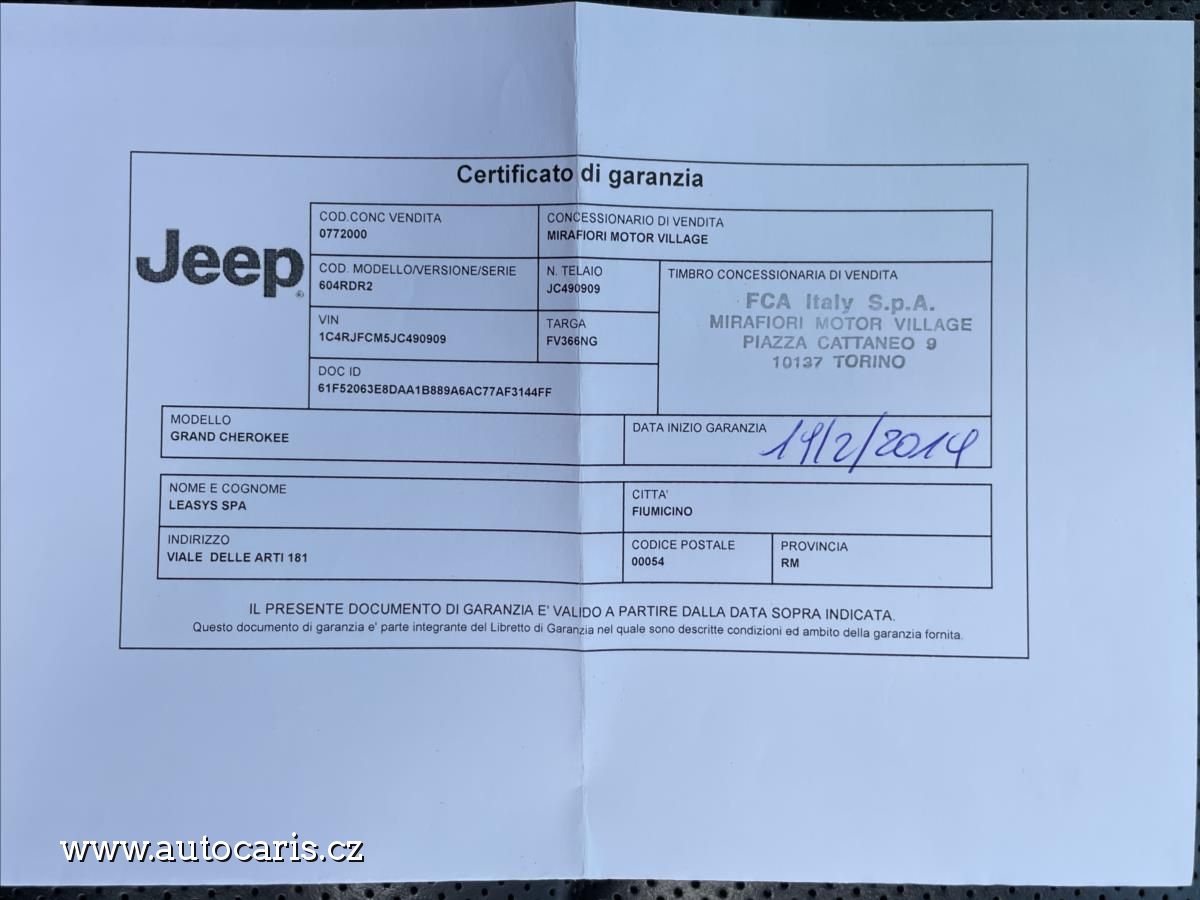 Certificato di garanzia
Jeep®
COD.CONC VENDITA
0772000
CONCESSIONARIO DI VENDITA
MIRAFIORI MOTOR VILLAGE
COD. MODELLO/VERSIONE/SERIE
604RDR2
N. TELAIO
JC490909
TIMBRO CONCESSIONARIA DI VENDITA
FCA Italy S.p.A.
MIRAFIORI MOTOR VILLAGE
PIAZZA CATTANEO 9
10137 TORINO
VIN
1C4RJFCM5JC490909
TARGA
FV366NG
DOC ID
61F52063E8DAA1B889A6AC77AF3144FF
MODELLO
GRAND CHEROKEE
DATA INIZIO GARANZIA
19/2/2019
NOME E COGNOME
LEASYS SPA
CITTA'
FIUMICINO
INDIRIZZO
VIALE DELLE ARTI 181
CODICE POSTALE
00054
PROVINCIA
RM
IL PRESENTE DOCUMENTO DI GARANZIA E' VALIDO A PARTIRE DALLA DATA SOPRA INDICATA.
Questo documento di garanzia e' parte integrante del Libretto di Garanzia nel quale sono descritte condizioni ed ambito della garanzia fornita.
www.autocaris.cz